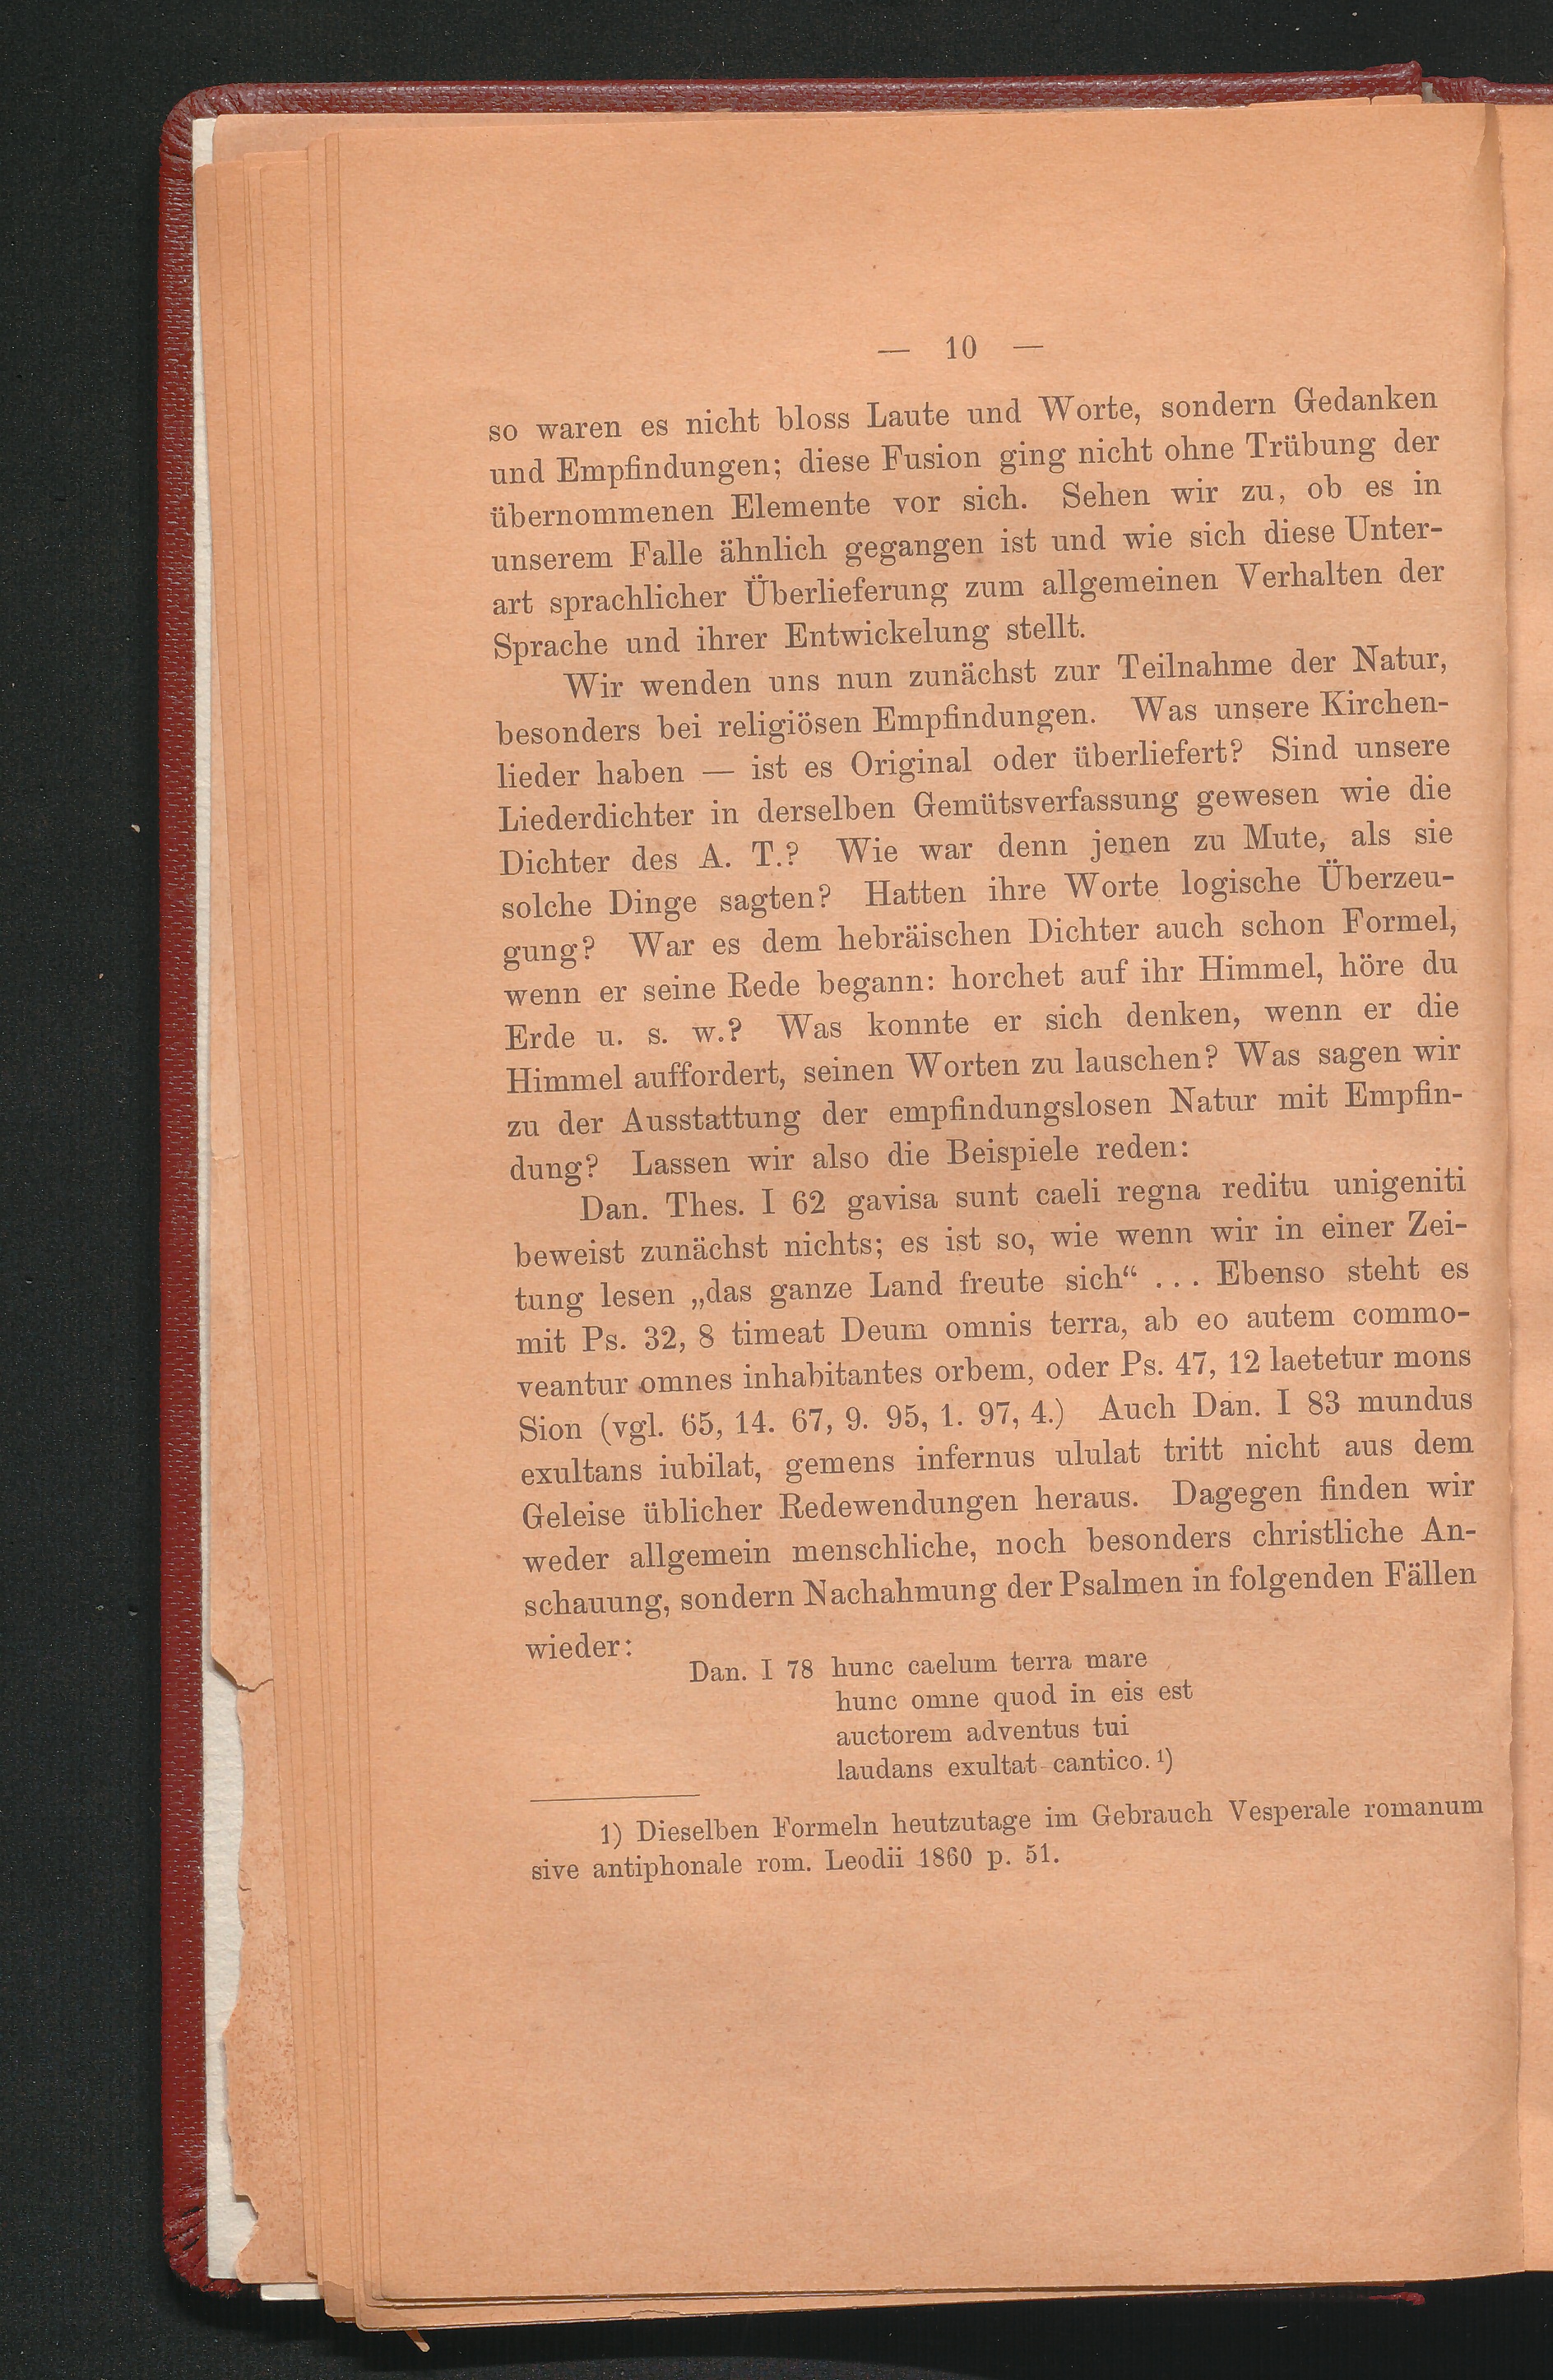 — 10 —
so waren es nicht bloss Laute und Worte, sondern Gedanken
und Empfindungen; diese Fusion ging nicht ohne Trübung der
übernommenen Elemente vor sich. Sehen wir zu, ob es in
unserem Falle ähnlich gegangen ist und wie sich diese Unter-
art sprachlicher Überlieferung zum allgemeinen Verhalten der
Sprache und ihrer Entwickelung stellt.
Wir wenden uns nun zunächst zur Teilnahme der Natur,
besonders bei religiösen Empfindungen. Was unsere Kirchen-
lieder haben — ist es Original oder überliefert? Sind unsere
Liederdichter in derselben Gemütsverfassung gewesen wie die
Dichter des A. T.? Wie war denn jenen zu Mute, als sie
solche Dinge sagten? Hatten ihre Worte logische Überzeu-
gung? War es dem hebräischen Dichter auch schon Formel,
wenn er seine Rede begann: horchet auf ihr Himmel, höre du
Erde u. s. w.? Was konnte er sich denken, wenn er die
Himmel auffordert, seinen Worten zu lauschen? Was sagen wir
zu der Ausstattung der empfindungslosen Natur mit Empfin-
dung? Lassen wir also die Beispiele reden:
Dan. Thes. I 62 gavisa sunt caeli regna reditu unigeniti
beweist zunächst nichts; es ist so, wie wenn wir in einer Zei-
tung lesen „das ganze Land freute sich“ ... Ebenso steht es
mit Ps. 32, 8 timeat Deum omnis terra, ab eo autem commo-
veantur omnes inhabitantes orbem, oder Ps. 47, 12 laetetur mons
Sion (vgl. 65, 14. 67, 9. 95, 1. 97, 4.) Auch Dan. I 83 mundus
exultans iubilat, gemens infernus ululat tritt nicht aus dem
Geleise üblicher Redewendungen heraus. Dagegen finden wir
weder allgemein menschliche, noch besonders christliche An-
schauung, sondern Nachahmung der Psalmen in folgenden Fällen
wieder:
Dan. I 78 hunc caelum terra mare
hunc omne quod in eis est
auctorem adventus tui
laudans exultat cantico. ¹)
1) Dieselben Formeln heutzutage im Gebrauch Vesperale romanum
sive antiphonale rom. Leodii 1860 p. 51.